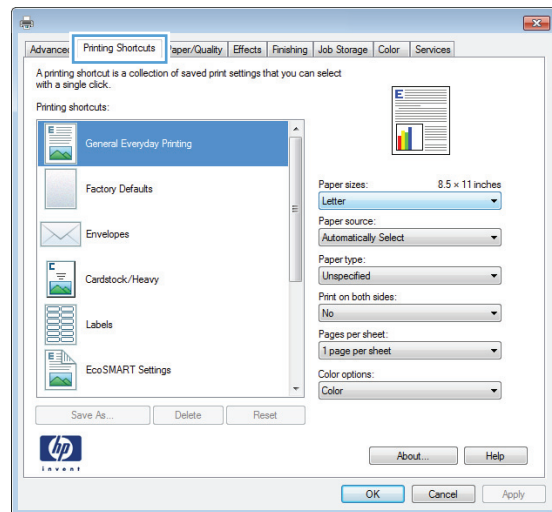 Advanced Printing Shortcuts Paper/Quality Effects Finishing Job Storage Color Services
A printing shortcut is a collection of saved print settings that you can select
with a single click.
Printing shortcuts:
E
General Everyday Printing
Factory Defaults
Envelopes
Cardstock/Heavy
Labels
EcoSMART Settings
Paper sizes: 8.5 × 11 inches
Letter
Paper source:
Automatically Select
Paper type:
Unspecified
Print on both sides:
No
Pages per sheet:
1 page per sheet
Color options:
Color
Save As... Delete Reset
hp
invent
About... Help
OK Cancel Apply